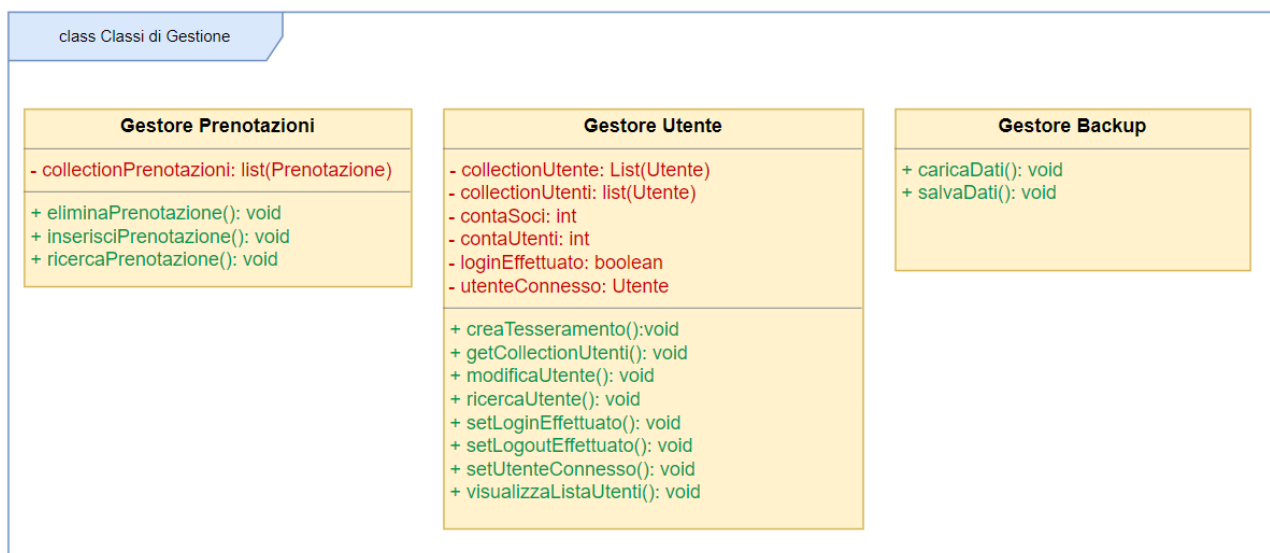 class Classi di Gestione
Gestore Prenotazioni
- collectionPrenotazioni: list(Prenotazione)
+ eliminaPrenotazione(): void
+ inserisciPrenotazione(): void
+ ricercaPrenotazione(): void
Gestore Utente
- collectionUtente: List(Utente)
- collectionUtenti: list(Utente)
- contaSoci: int
- contaUtenti: int
- loginEffettuato: boolean
- utenteConnesso: Utente
+ creaTesseramento():void
+ getCollectionUtenti(): void
+ modificaUtente(): void
+ ricercaUtente(): void
+ setLoginEffettuato(): void
+ setLogoutEffettuato(): void
+ setUtenteConnesso(): void
+ visualizzaListaUtenti(): void
Gestore Backup
+ caricaDati(): void
+ salvaDati(): void